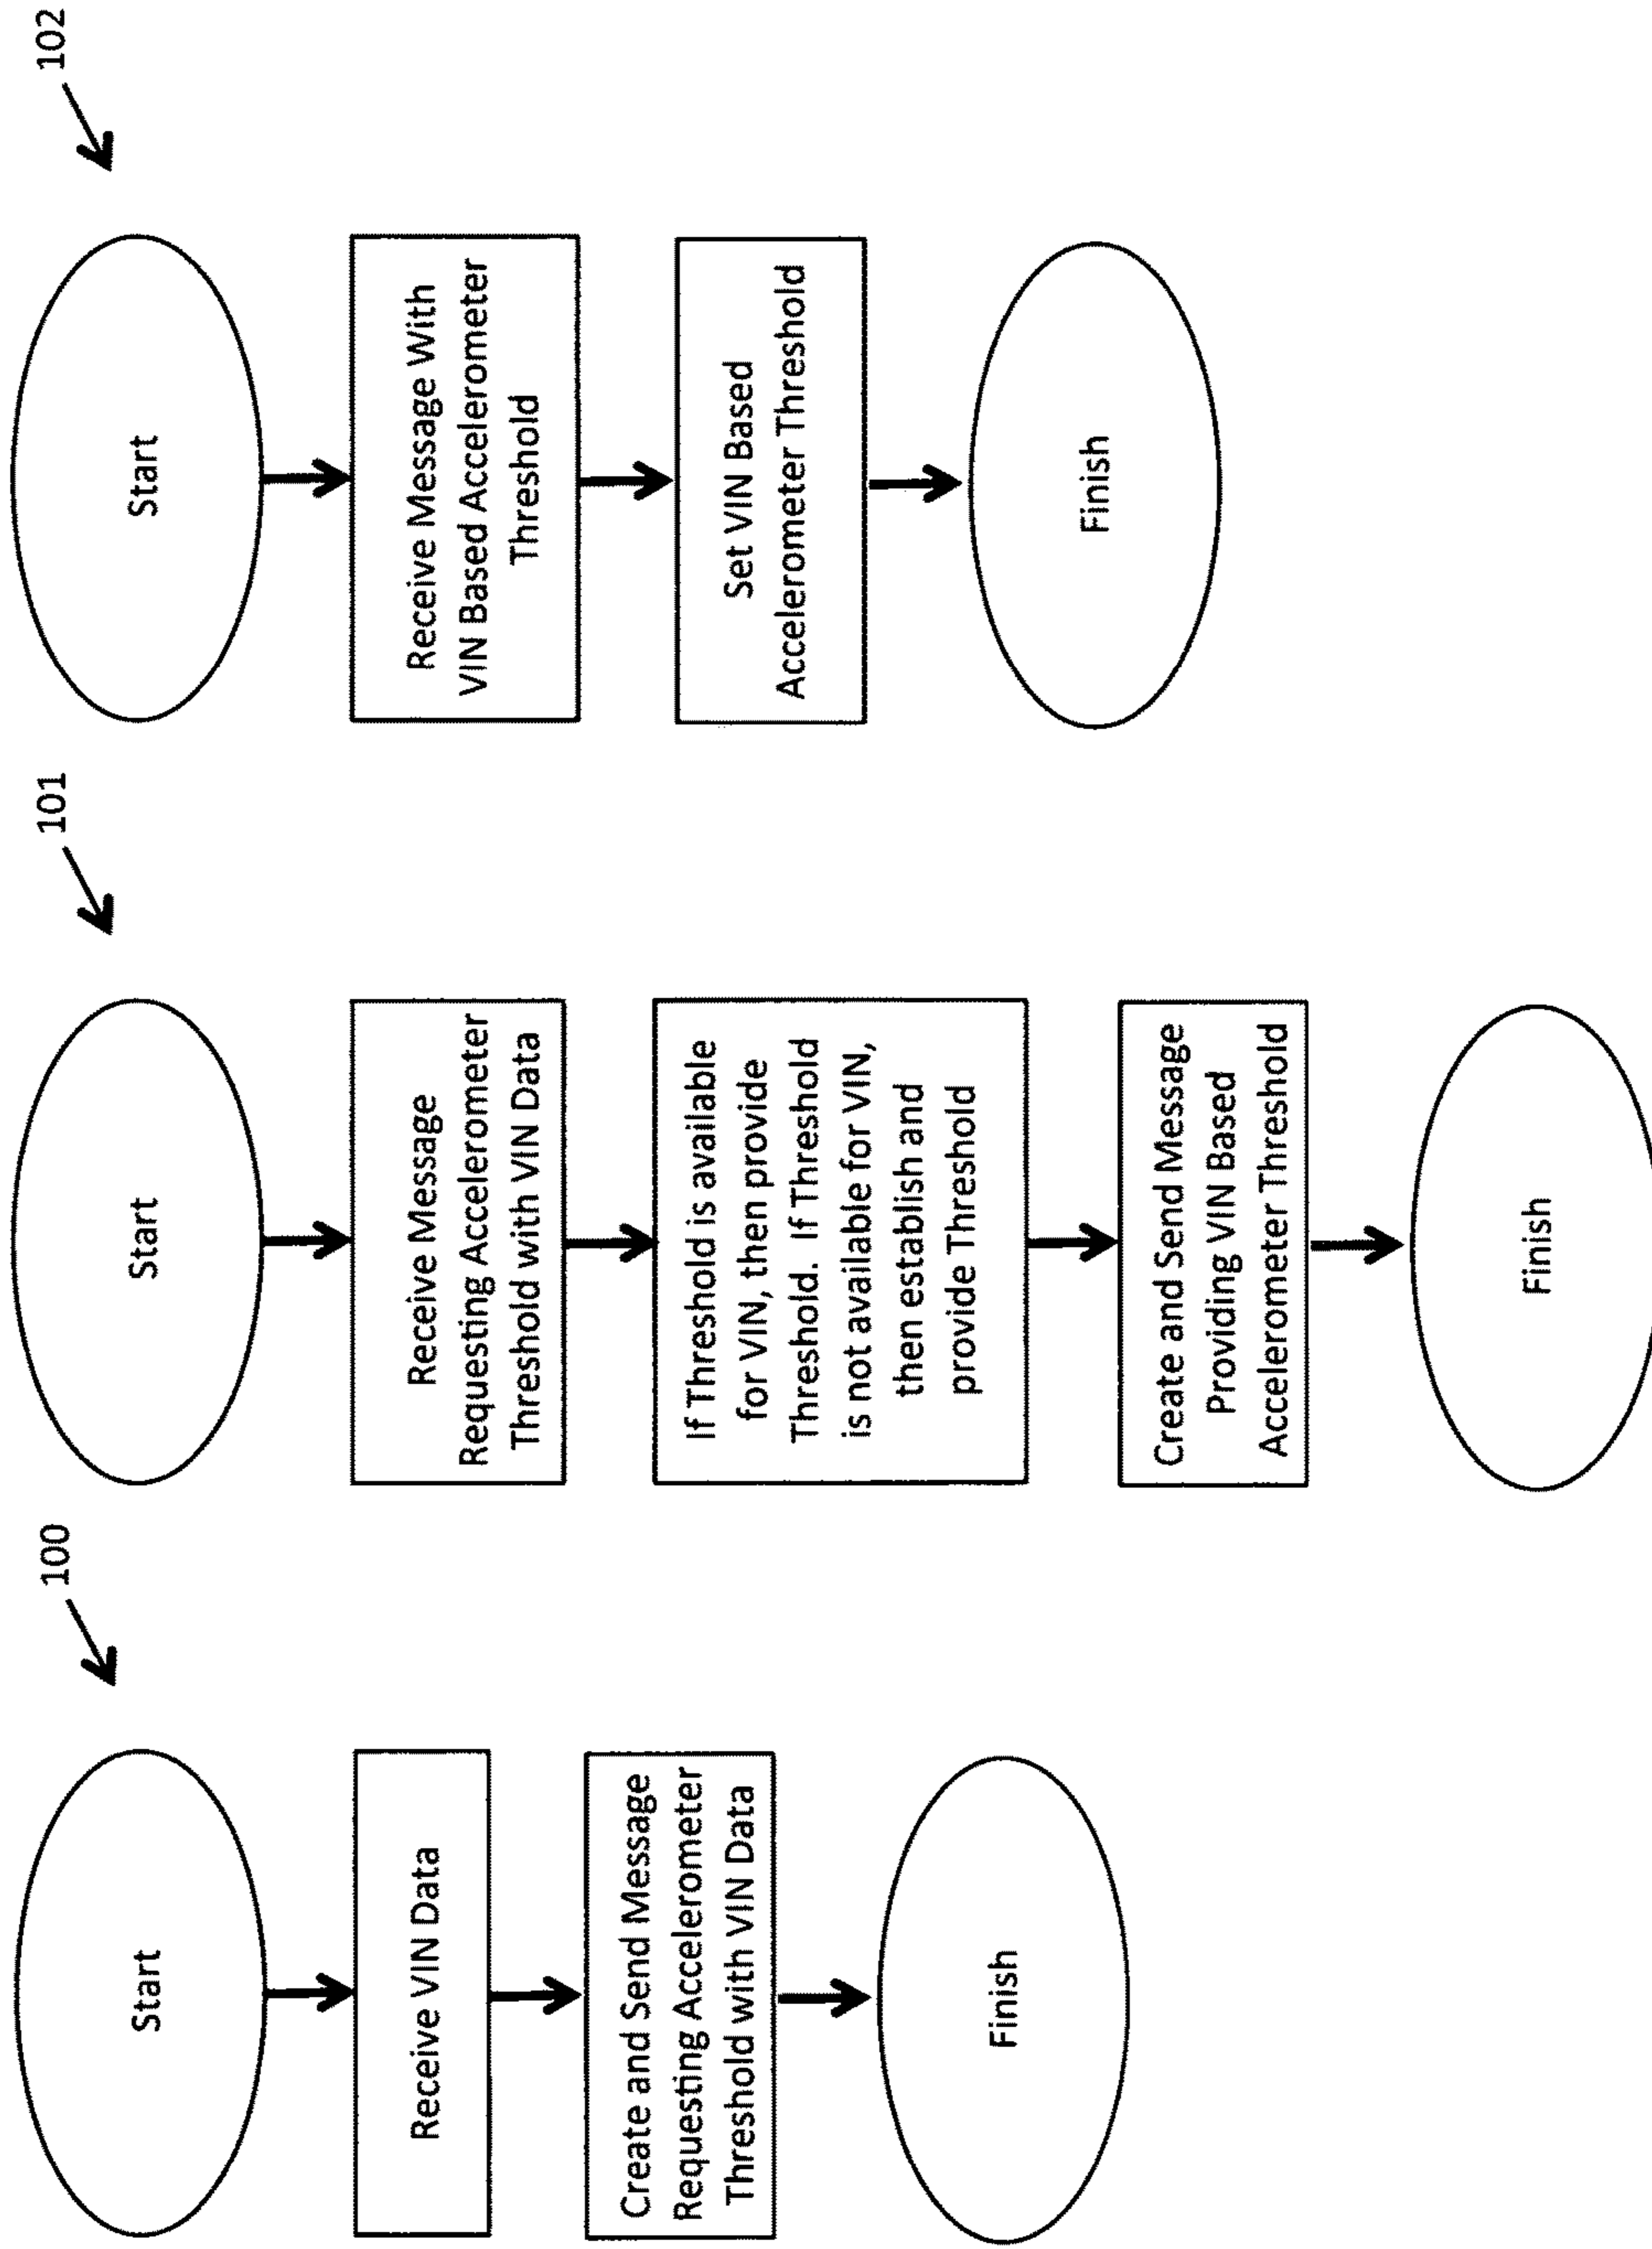 100
Start
Receive VIN Data
Create and Send Message
Requesting Accelerometer
Threshold with VIN Data
Finish
101
Start
Receive Message
Requesting Accelerometer
Threshold with VIN Data
If Threshold is available
for VIN, then provide
Threshold. If Threshold
is not available for VIN,
then establish and
provide Threshold
Create and Send Message
Providing VIN Based
Accelerometer Threshold
Finish
102
Start
Receive Message With
VIN Based Accelerometer
Threshold
Set VIN Based
Accelerometer Threshold
Finish